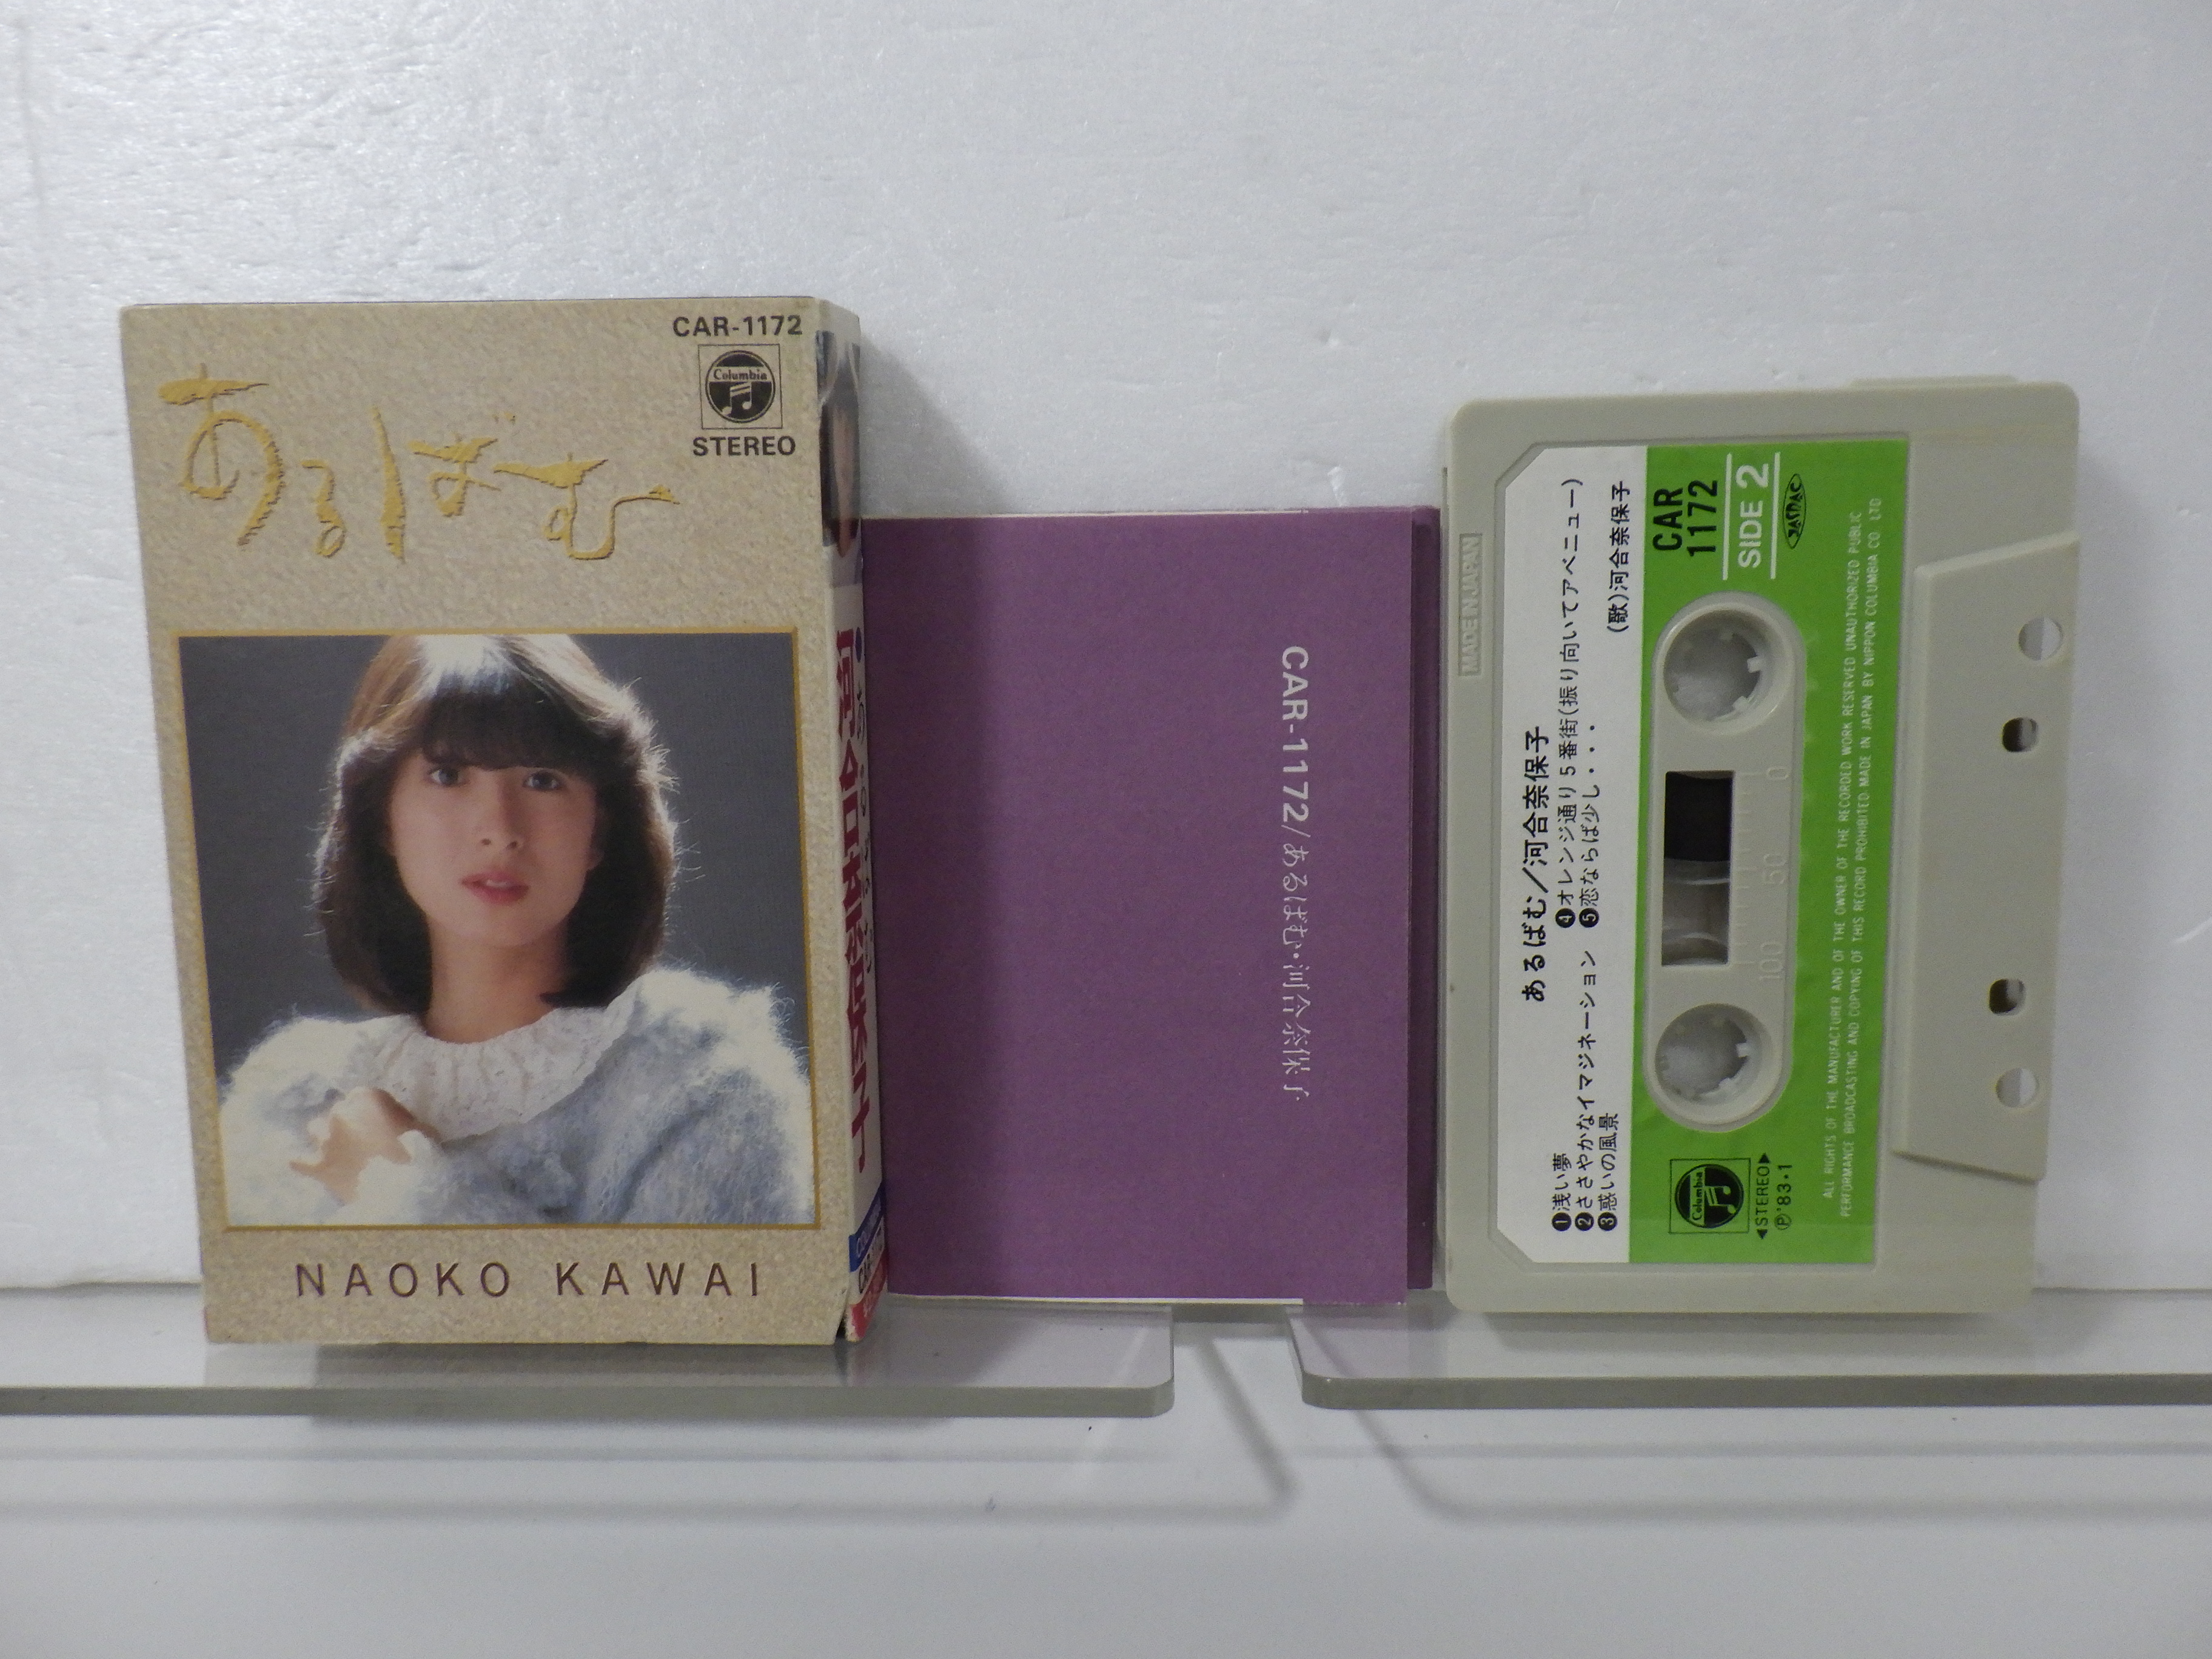 CAR-1172
Columbia
STEREO
あるばむ
NAOKO KAWAI
河合奈保子
CAR-1172/あるばむ・河合奈保子
MADE IN JAPAN
あるばむ／河合奈保子
❶浅い夢
❷ささやかなイマジネーション
❸惑いの風景
❹オレンジ通り5番街(振り向いてアベニュー)
❺恋ならば少し・・・
(歌)河合奈保子
CAR
1172
SIDE 2
JASRAC
100 50 0
Columbia
◀STEREO▶
Ⓟ'83・1
ALL RIGHTS OF THE MANUFACTURER AND OF THE OWNER OF THE RECORDED WORK RESERVED UNAUTHORIZED PUBLIC
PERFORMANCE BROADCASTING AND COPYING OF THIS RECORD PROHIBITED MADE IN JAPAN BY NIPPON COLUMBIA CO. LTD